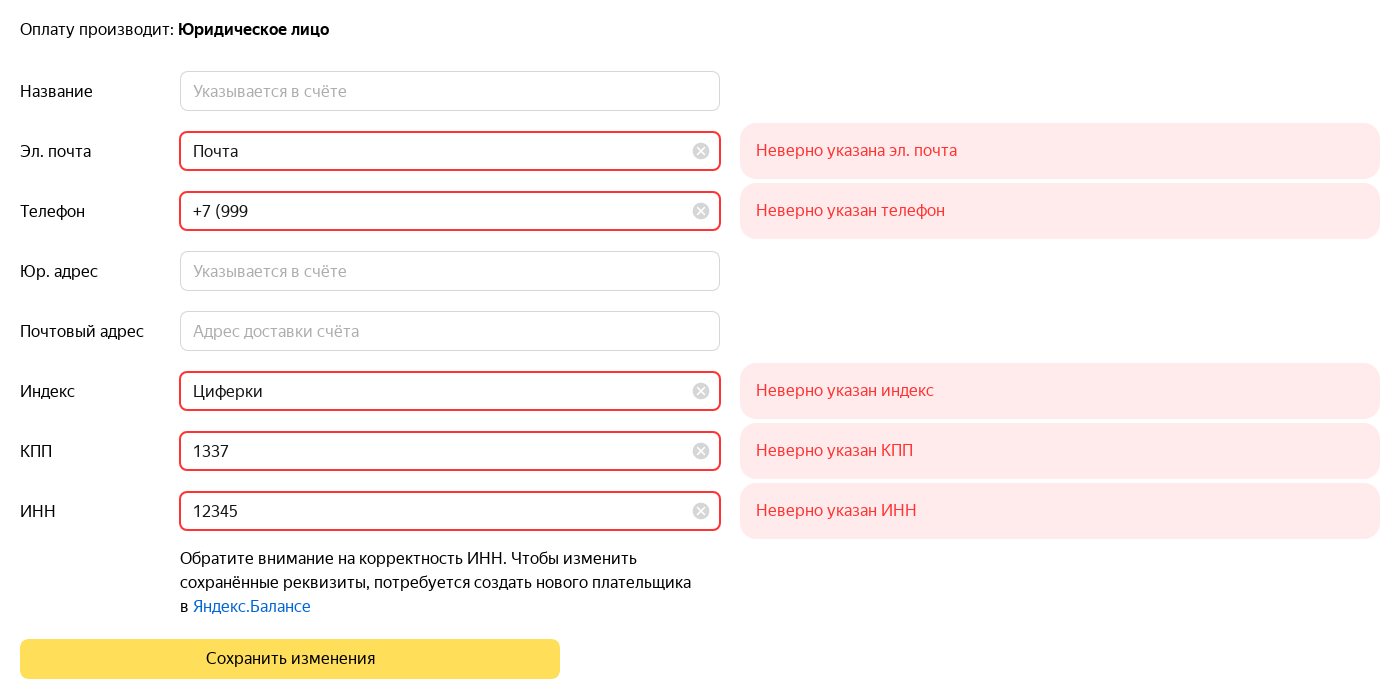 Оплату производит: Юридическое лицо
Название Указывается в счёте
Эл. почта Почта Неверно указана эл. почта
Телефон +7 (999 Неверно указан телефон
Юр. адрес Указывается в счёте
Почтовый адрес Адрес доставки счёта
Индекс Циферки Неверно указан индекс
КПП 1337 Неверно указан КПП
ИНН 12345 Неверно указан ИНН
Обратите внимание на корректность ИНН. Чтобы изменить
сохранённые реквизиты, потребуется создать нового плательщика
в Яндекс.Балансе
Сохранить изменения